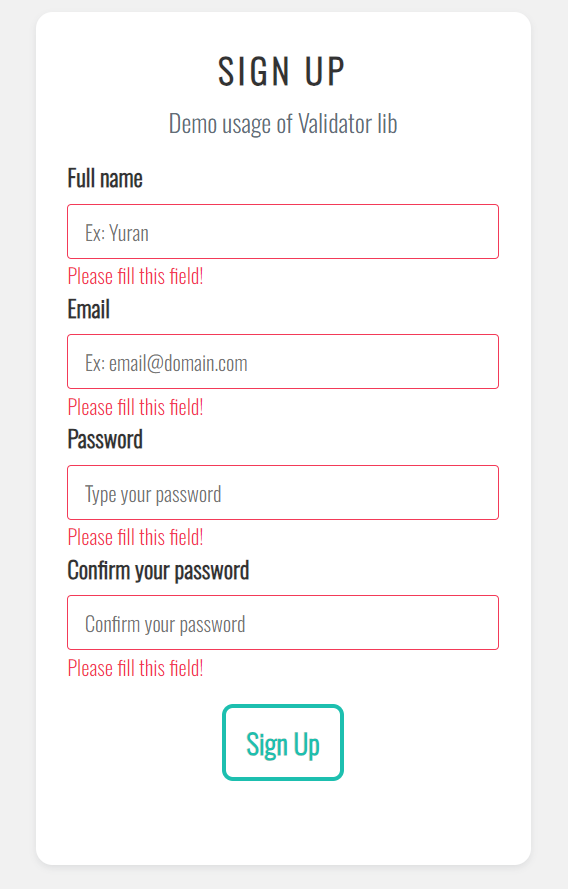 SIGN UP
Demo usage of Validator lib
Full name
Ex: Yuran
Please fill this field!
Email
Ex: email@domain.com
Please fill this field!
Password
Type your password
Please fill this field!
Confirm your password
Confirm your password
Please fill this field!
Sign Up